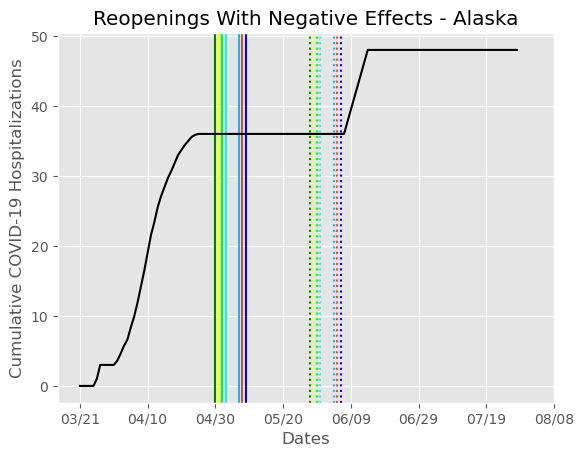 Reopenings With Negative Effects - Alaska
Cumulative COVID-19 Hospitalizations
50
40
30
20
10
0
03/21 04/10 04/30 05/20 06/09 06/29 07/19 08/08
Dates